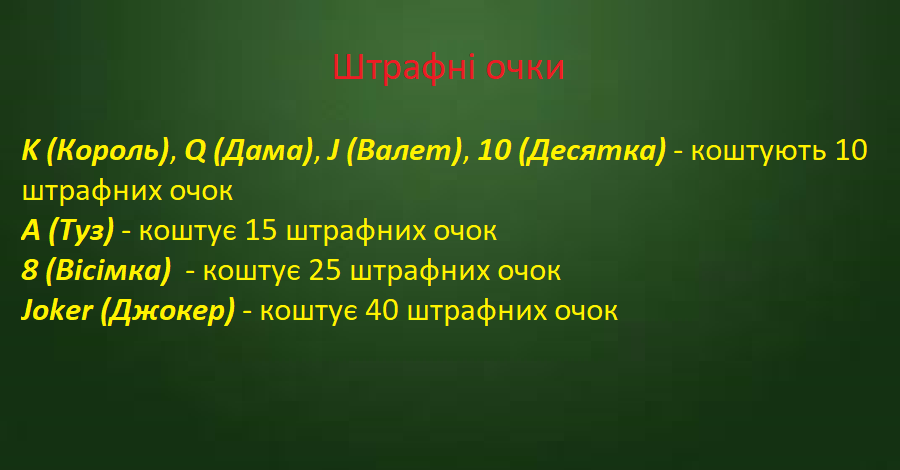 Штрафні очки
K (Король), Q (Дама), J (Валет), 10 (Десятка) - коштують 10
штрафних очок
A (Туз) - коштує 15 штрафних очок
8 (Вісімка)  - коштує 25 штрафних очок
Joker (Джокер) - коштує 40 штрафних очок